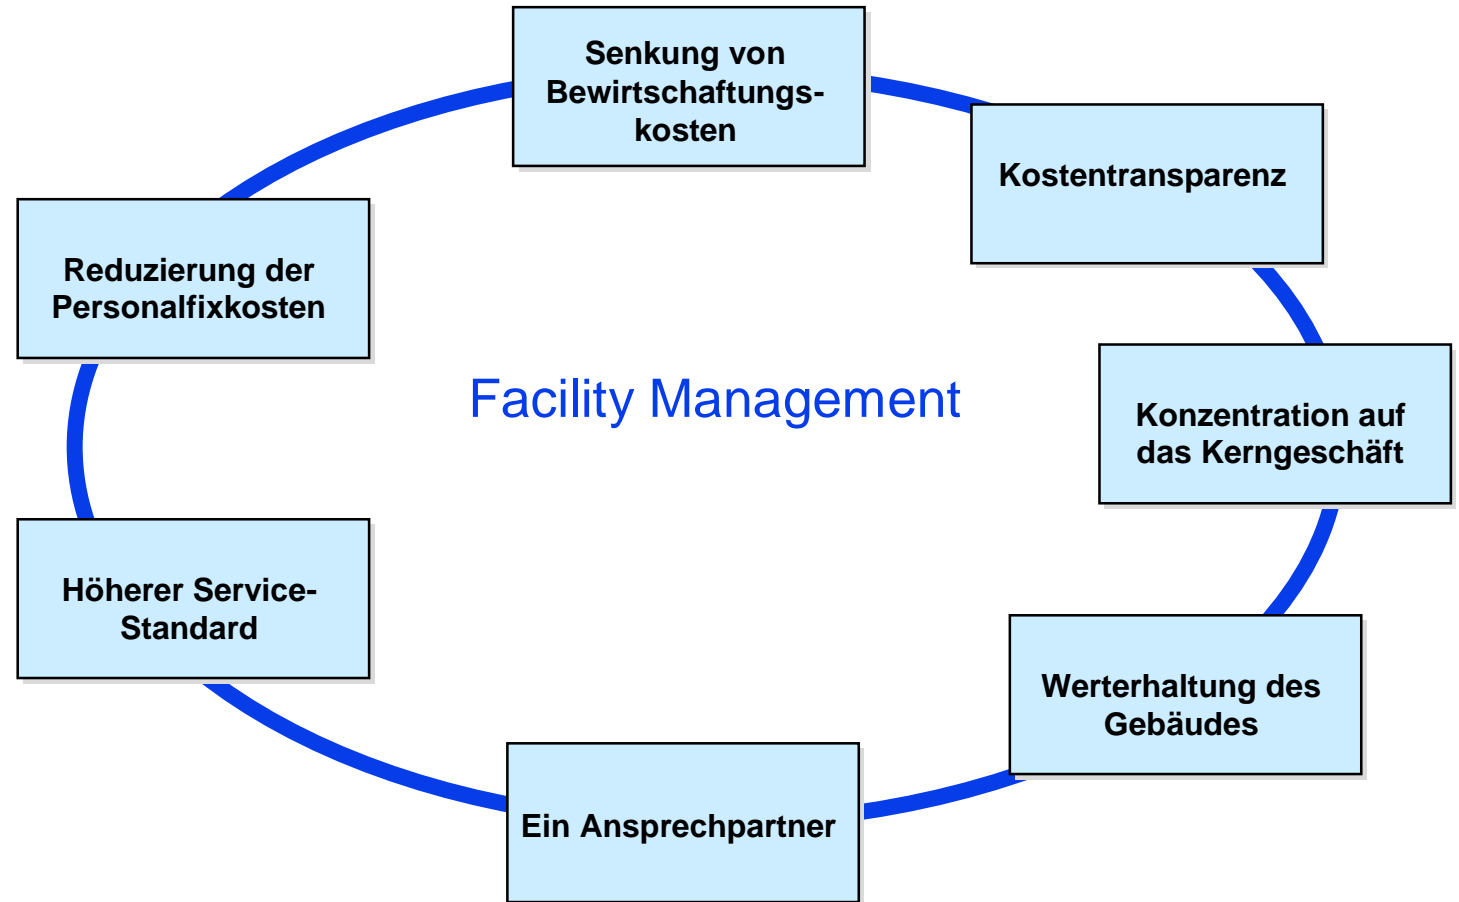 Senkung von
Bewirtschaftungs-
kosten
Kostentransparenz
Reduzierung der
Personalfixkosten
Facility Management
Konzentration auf
das Kerngeschäft
Höherer Service-
Standard
Werterhaltung des
Gebäudes
Ein Ansprechpartner